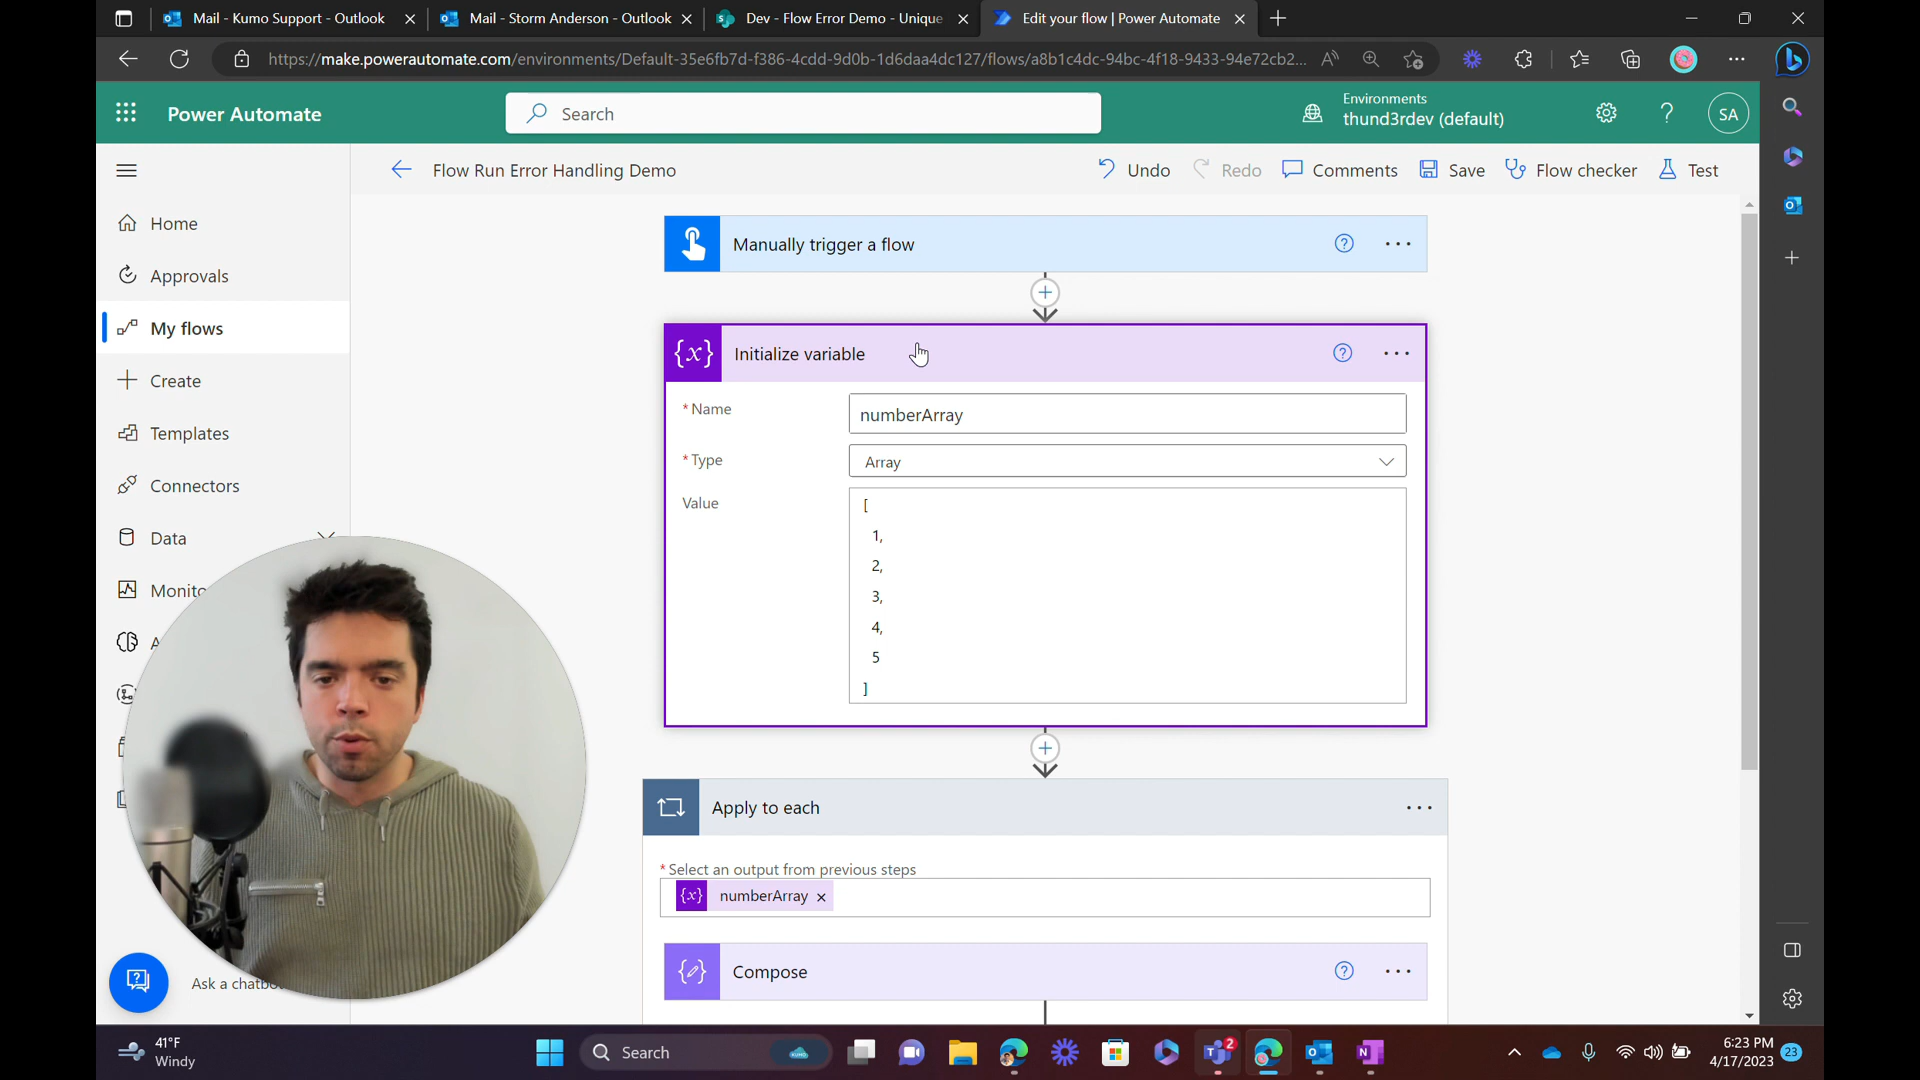 Mail - Kumo Support - Outlook
Mail - Storm Anderson - Outlook
Dev - Flow Error Demo - Unique
Edit your flow | Power Automate
https://make.powerautomate.com/environments/Default-35e6fb7d-f386-4cdd-9d0b-1d6daa4dc127/flows/a8b1c4dc-94bc-4f18-9433-94e72cb2...
Power Automate
Search
Environments
thund3rdev (default)
SA
Flow Run Error Handling Demo
Undo
Redo
Comments
Save
Flow checker
Test
Home
Approvals
My flows
Create
Templates
Connectors
Data
Monito
A
Ask a chatbo
Manually trigger a flow
{x} Initialize variable
* Name
numberArray
* Type
Array
Value
[
1,
2,
3,
4,
5
]
Apply to each
* Select an output from previous steps
{x} numberArray
Compose
41°F
Windy
Search
2
6:23 PM
4/17/2023
23